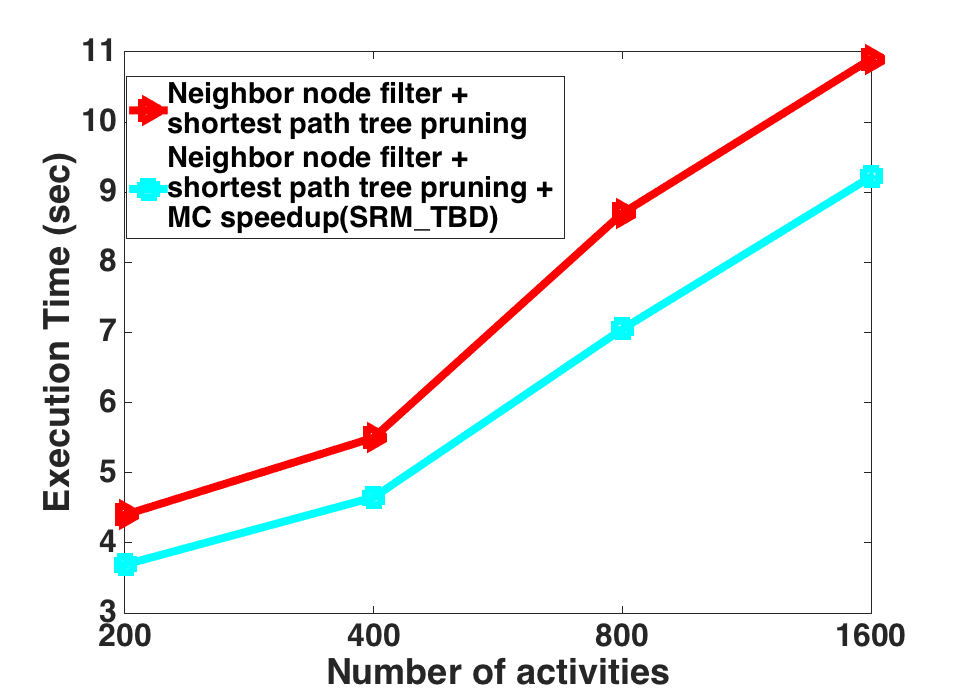 11
10
9
8
7
6
5
4
3
Execution Time (sec)
Neighbor node filter +
shortest path tree pruning
Neighbor node filter +
shortest path tree pruning +
MC speedup(SRM_TBD)
200 400 800 1600
Number of activities